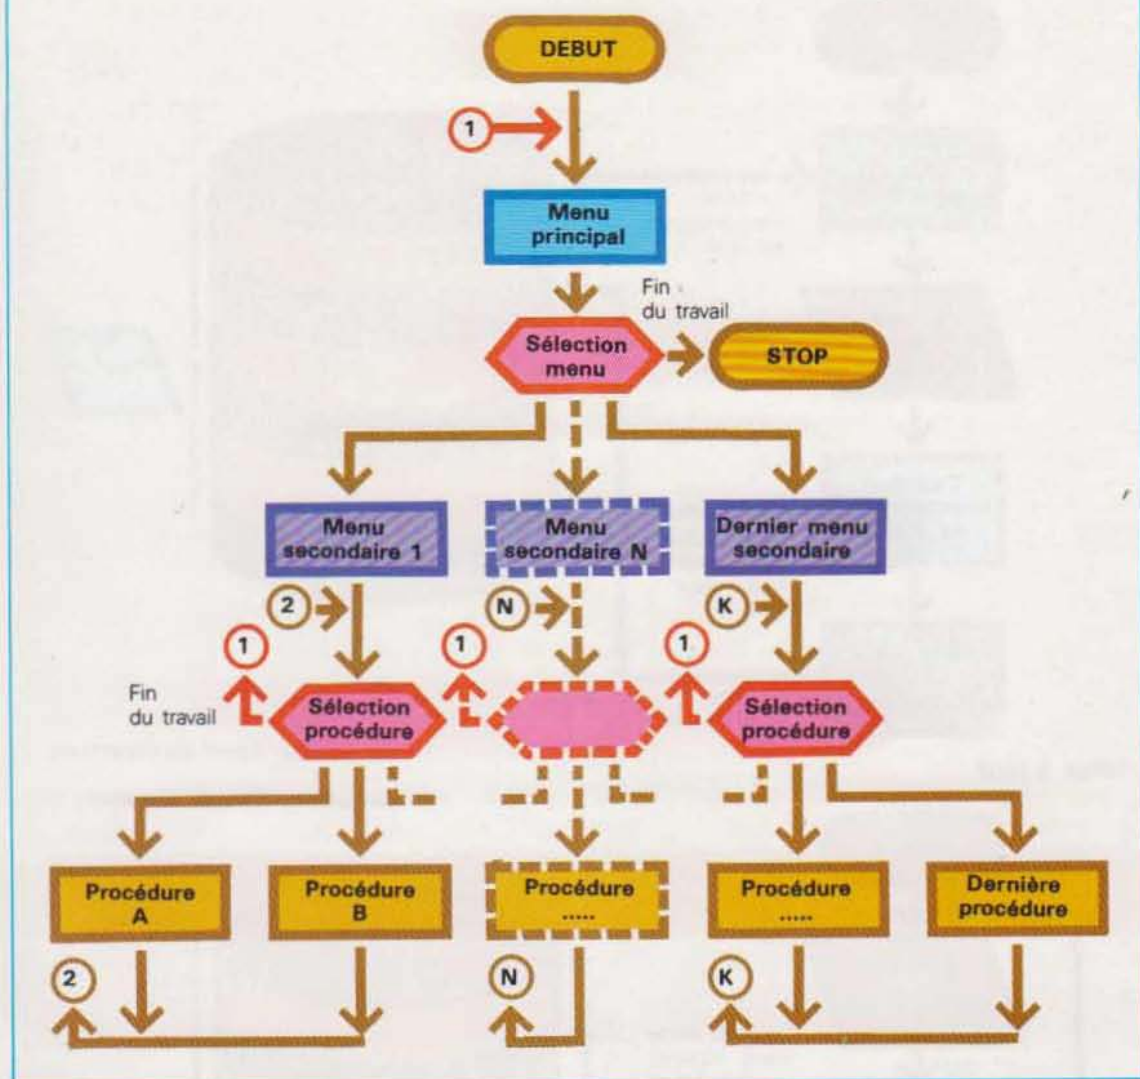 DEBUT
1
Menu
principal
Fin
du travail
Sélection
menu
STOP
Menu
secondaire 1
Menu
secondaire N
Dernier menu
secondaire
2
N
K
1
1
1
Fin
du travail
Sélection
procédure
Sélection
procédure
Procédure
A
Procédure
B
Procédure
.....
Procédure
.....
Dernière
procédure
2
N
K